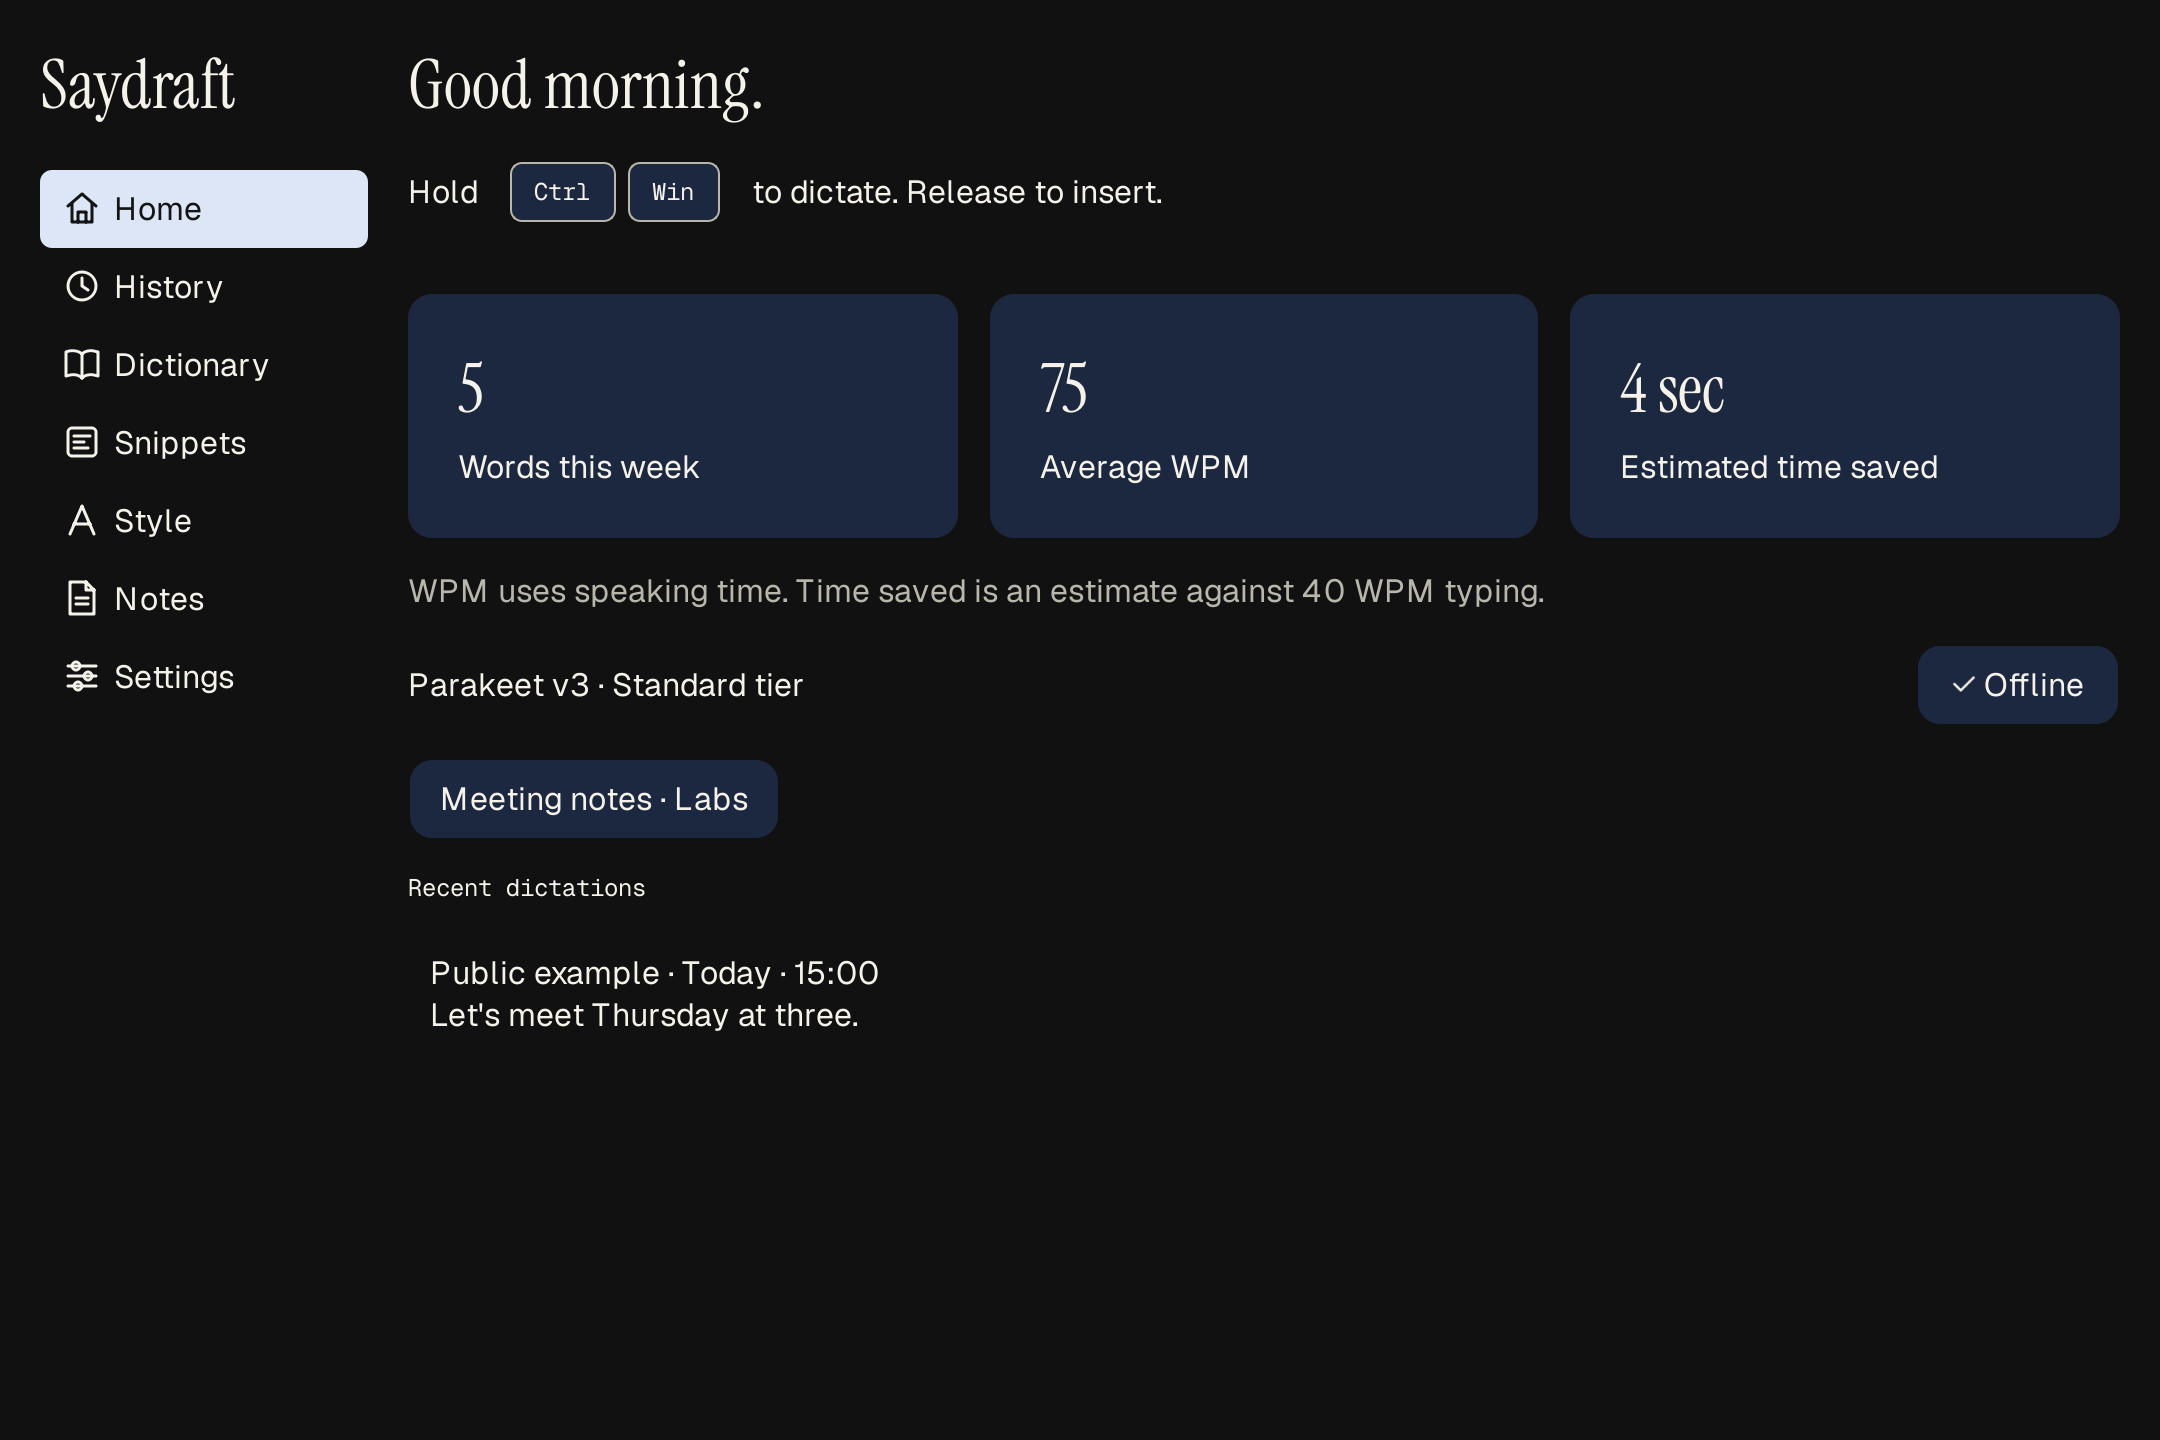 Saydraft
Home
History
Dictionary
Snippets
Style
Notes
Settings
Good morning.
Hold Ctrl Win to dictate. Release to insert.
5
Words this week
75
Average WPM
4 sec
Estimated time saved
WPM uses speaking time. Time saved is an estimate against 40 WPM typing.
Parakeet v3 · Standard tier
Offline
Meeting notes · Labs
Recent dictations
Public example · Today · 15:00
Let's meet Thursday at three.